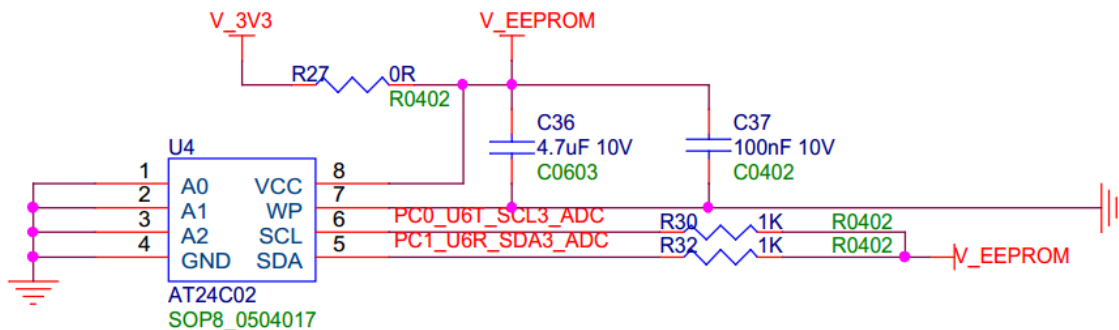 V_3V3
V_EEPROM
R27 0R
R0402
C36
4.7uF 10V
C0603
C37
100nF 10V
C0402
U4
1 A0 VCC 8
2 A1 WP 7
3 A2 SCL 6 PC0_U6T_SCL3_ADC R30 1K R0402
4 GND SDA 5 PC1_U6R_SDA3_ADC R32 1K R0402
V_EEPROM
AT24C02
SOP8_0504017